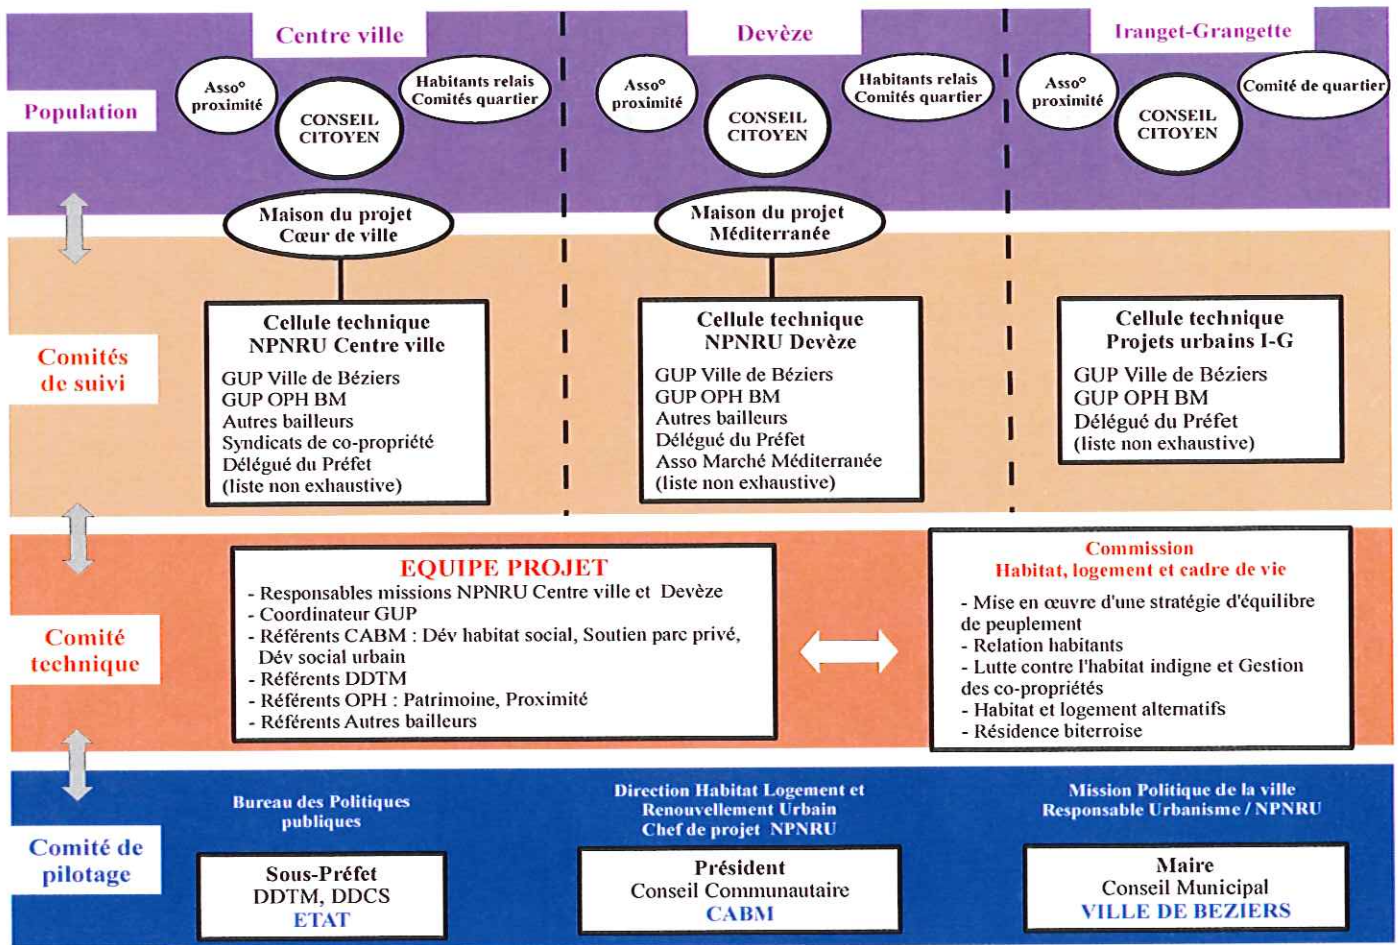 Centre ville
Devèze
Iranget-Grangette
Population
Asso°
proximité
CONSEIL
CITOYEN
Habitants relais
Comités quartier
Asso°
proximité
CONSEIL
CITOYEN
Habitants relais
Comités quartier
Asso°
proximité
CONSEIL
CITOYEN
Comité de quartier
Maison du projet
Cœur de ville
Maison du projet
Méditerranée
Comités
de suivi
Cellule technique
NPNRU Centre ville
GUP Ville de Béziers
GUP OPH BM
Autres bailleurs
Syndicats de co-propriété
Délégué du Préfet
(liste non exhaustive)
Cellule technique
NPNRU Devèze
GUP Ville de Béziers
GUP OPH BM
Autres bailleurs
Délégué du Préfet
Asso Marché Méditerranée
(liste non exhaustive)
Cellule technique
Projets urbains I-G
GUP Ville de Béziers
GUP OPH BM
Délégué du Préfet
(liste non exhaustive)
Comité
technique
EQUIPE PROJET
- Responsables missions NPNRU Centre ville et Devèze
- Coordinateur GUP
- Référents CABM : Dév habitat social, Soutien parc privé,
Dév social urbain
- Référents DDTM
- Référents OPH : Patrimoine, Proximité
- Référents Autres bailleurs
Commission
Habitat, logement et cadre de vie
- Mise en œuvre d'une stratégie d'équilibre
de peuplement
- Relation habitants
- Lutte contre l'habitat indigne et Gestion
des co-propriétés
- Habitat et logement alternatifs
- Résidence biterroise
Comité de
pilotage
Bureau des Politiques
publiques
Sous-Préfet
DDTM, DDCS
ETAT
Direction Habitat Logement et
Renouvellement Urbain
Chef de projet NPNRU
Président
Conseil Communautaire
CABM
Mission Politique de la ville
Responsable Urbanisme / NPNRU
Maire
Conseil Municipal
VILLE DE BEZIERS